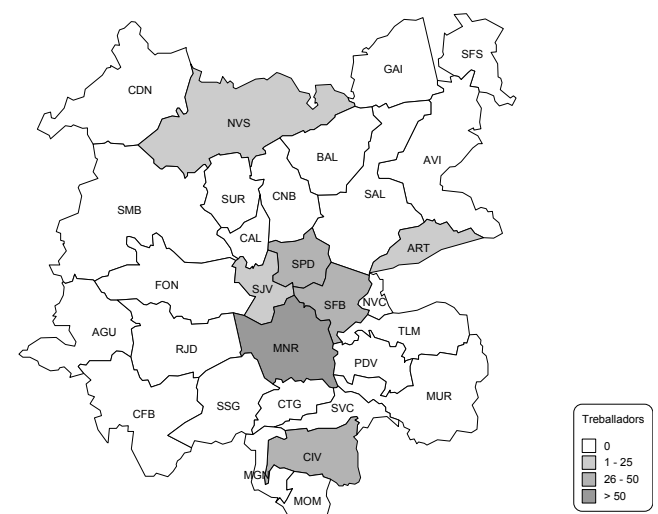 GAI
SFS
CDN
NVS
BAL
AVI
SUR
CNB
SAL
SMB
CAL
ART
SPD
FON
SJV
SFB
NVC
AGU
TLM
RJD
MNR
PDV
MUR
SSG
CTG
SVC
CFB
CIV
MGN
MOM
Treballadors
0
1 - 25
26 - 50
> 50